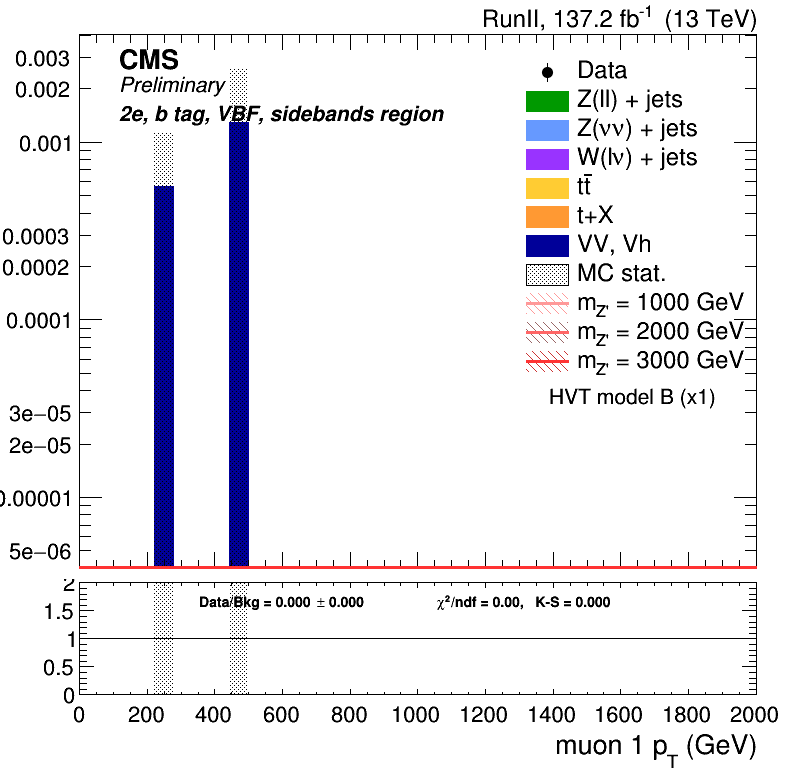 RunII, 137.2 fb⁻¹ (13 TeV)
CMS
Preliminary
2e, b tag, VBF, sidebands region
Data
Z(ll) + jets
Z(νν) + jets
W(lν) + jets
tt̄
t+X
VV, Vh
MC stat.
m_Z' = 1000 GeV
m_Z' = 2000 GeV
m_Z' = 3000 GeV
HVT model B (x1)
0.003
0.002
0.001
0.0003
0.0002
0.0001
3e−05
2e−05
0.00001
5e−06
Data/Bkg = 0.000 ± 0.000 χ²/ndf = 0.00, K-S = 0.000
2
1.5
1
0.5
0
0 200 400 600 800 1000 1200 1400 1600 1800 2000
muon 1 p_T (GeV)